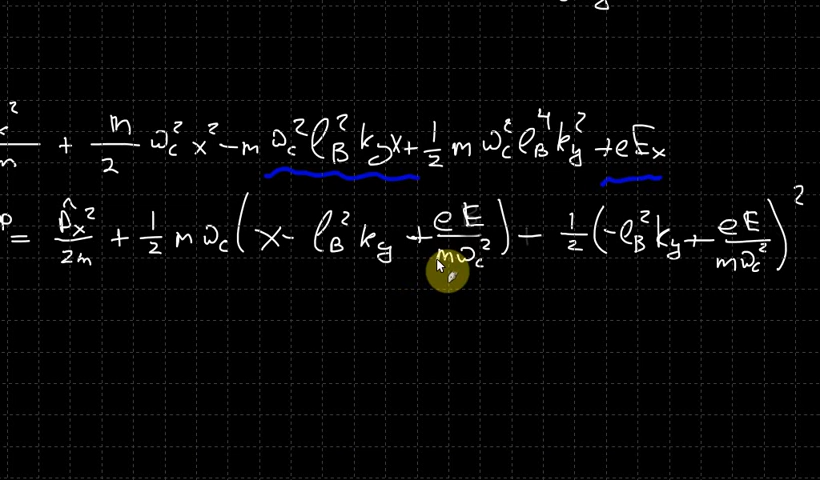 + m/2 ω_c² x² - m ω_c² ℓ_B² k_y x + 1/2 m ω_c² ℓ_B⁴ k_y² + eEx
= p̂_x²/2m + 1/2 m ω_c (x - ℓ_B² k_y + eE/mω_c²) - 1/2 (-ℓ_B² k_y + eE/mω_c²)²